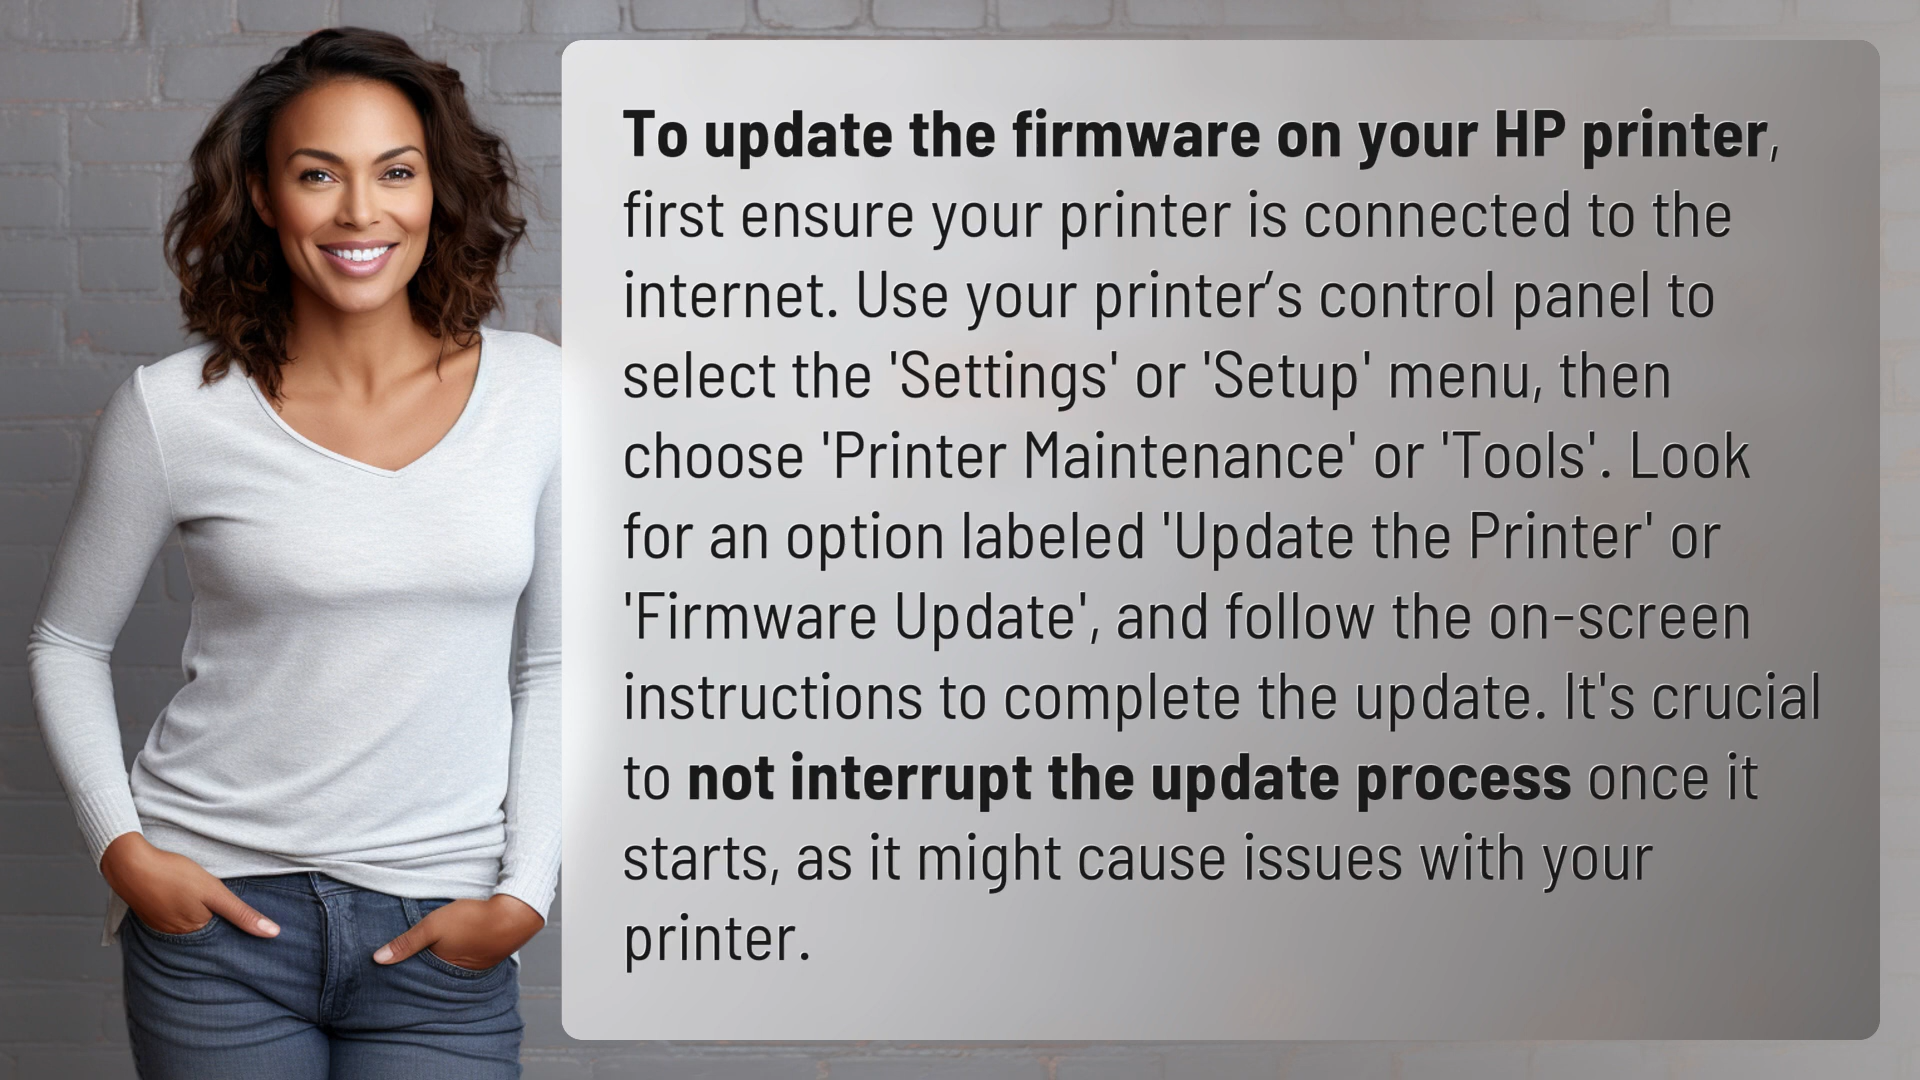 To update the firmware on your HP printer,
first ensure your printer is connected to the
internet. Use your printer’s control panel to
select the 'Settings' or 'Setup' menu, then
choose 'Printer Maintenance' or 'Tools'. Look
for an option labeled 'Update the Printer' or
'Firmware Update', and follow the on-screen
instructions to complete the update. It's crucial
to not interrupt the update process once it
starts, as it might cause issues with your
printer.